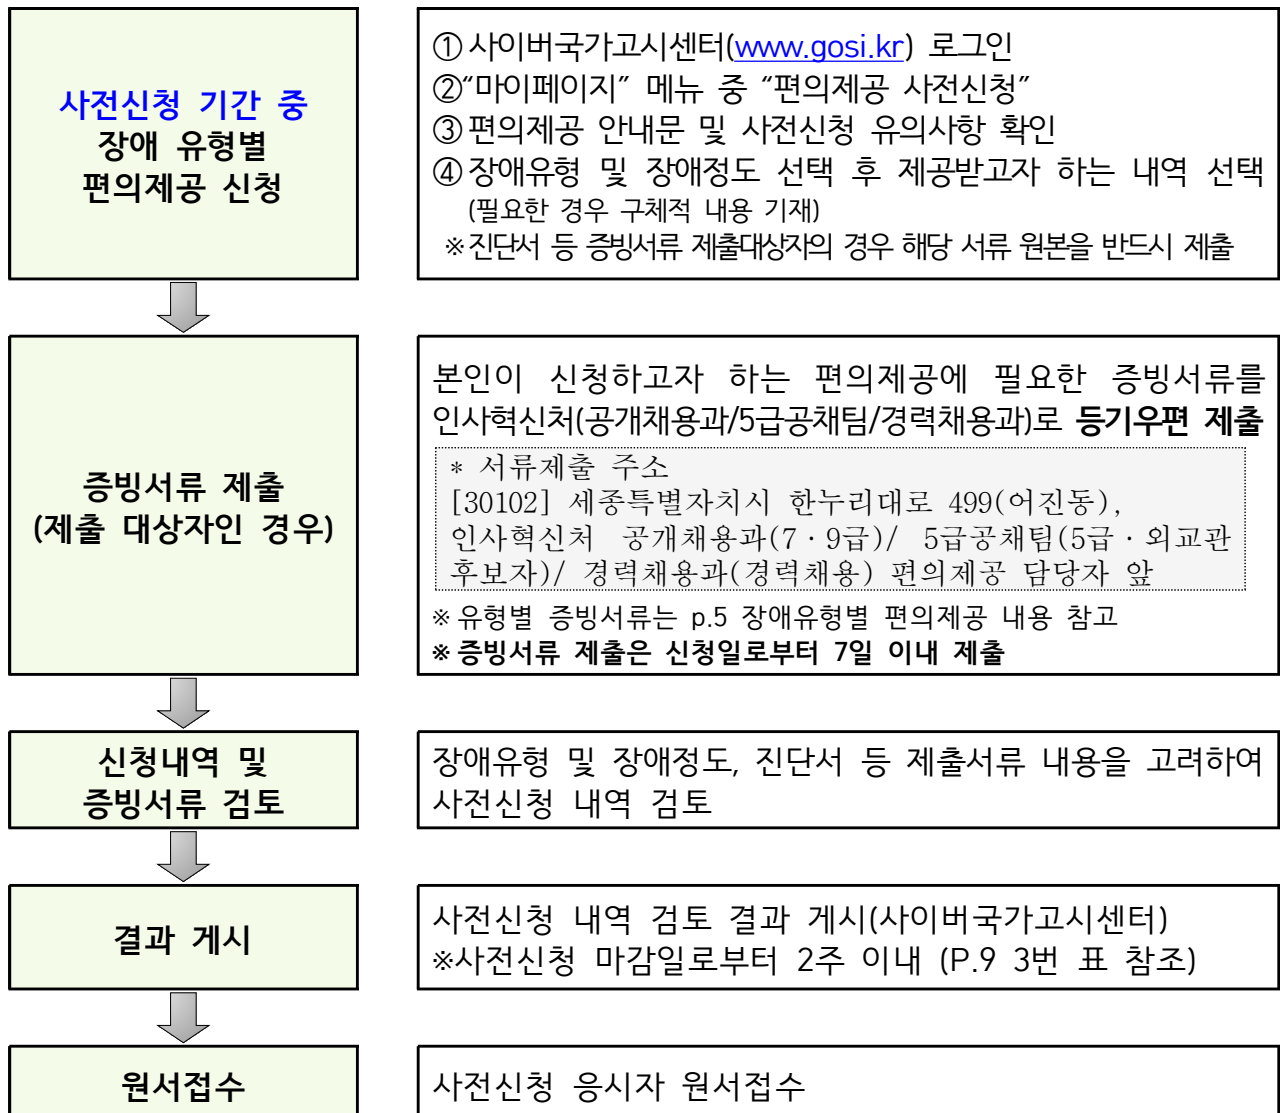 사전신청 기간 중
장애 유형별
편의제공 신청
① 사이버국가고시센터(www.gosi.kr) 로그인
②“마이페이지” 메뉴 중 “편의제공 사전신청”
③ 편의제공 안내문 및 사전신청 유의사항 확인
④ 장애유형 및 장애정도 선택 후 제공받고자 하는 내역 선택
(필요한 경우 구체적 내용 기재)
※ 진단서 등 증빙서류 제출대상자의 경우 해당 서류 원본을 반드시 제출
증빙서류 제출
(제출 대상자인 경우)
본인이 신청하고자 하는 편의제공에 필요한 증빙서류를
인사혁신처(공개채용과/5급공채팀/경력채용과)로 등기우편 제출
* 서류제출 주소
[30102] 세종특별자치시 한누리대로 499(어진동),
인사혁신처 공개채용과(7·9급)/ 5급공채팀(5급·외교관
후보자)/ 경력채용과(경력채용) 편의제공 담당자 앞
※ 유형별 증빙서류는 p.5 장애유형별 편의제공 내용 참고
※ 증빙서류 제출은 신청일로부터 7일 이내 제출
신청내역 및
증빙서류 검토
장애유형 및 장애정도, 진단서 등 제출서류 내용을 고려하여
사전신청 내역 검토
결과 게시
사전신청 내역 검토 결과 게시(사이버국가고시센터)
※사전신청 마감일로부터 2주 이내 (P.9 3번 표 참조)
원서접수
사전신청 응시자 원서접수